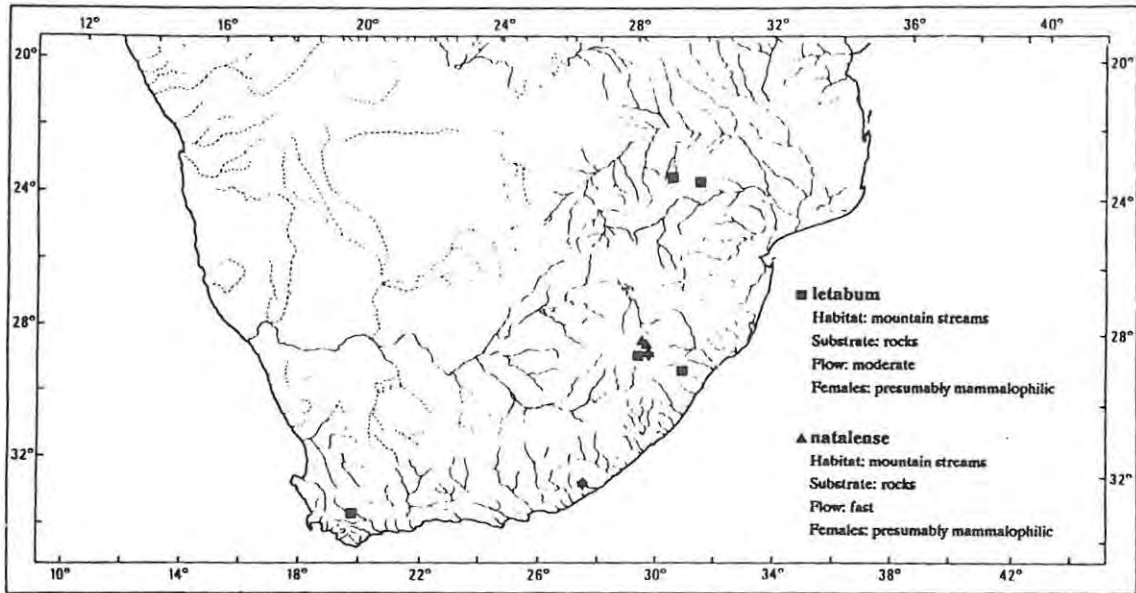 12° 16° 20° 24° 28° 32° 36° 40°
20° 20°
24° 24°
28° 28°
32° 32°
letabum
Habitat: mountain streams
Substrate: rocks
Flow: moderate
Females: presumably mammalophilic
natalense
Habitat: mountain streams
Substrate: rocks
Flow: fast
Females: presumably mammalophilic
10° 14° 18° 22° 26° 30° 34° 38° 42°